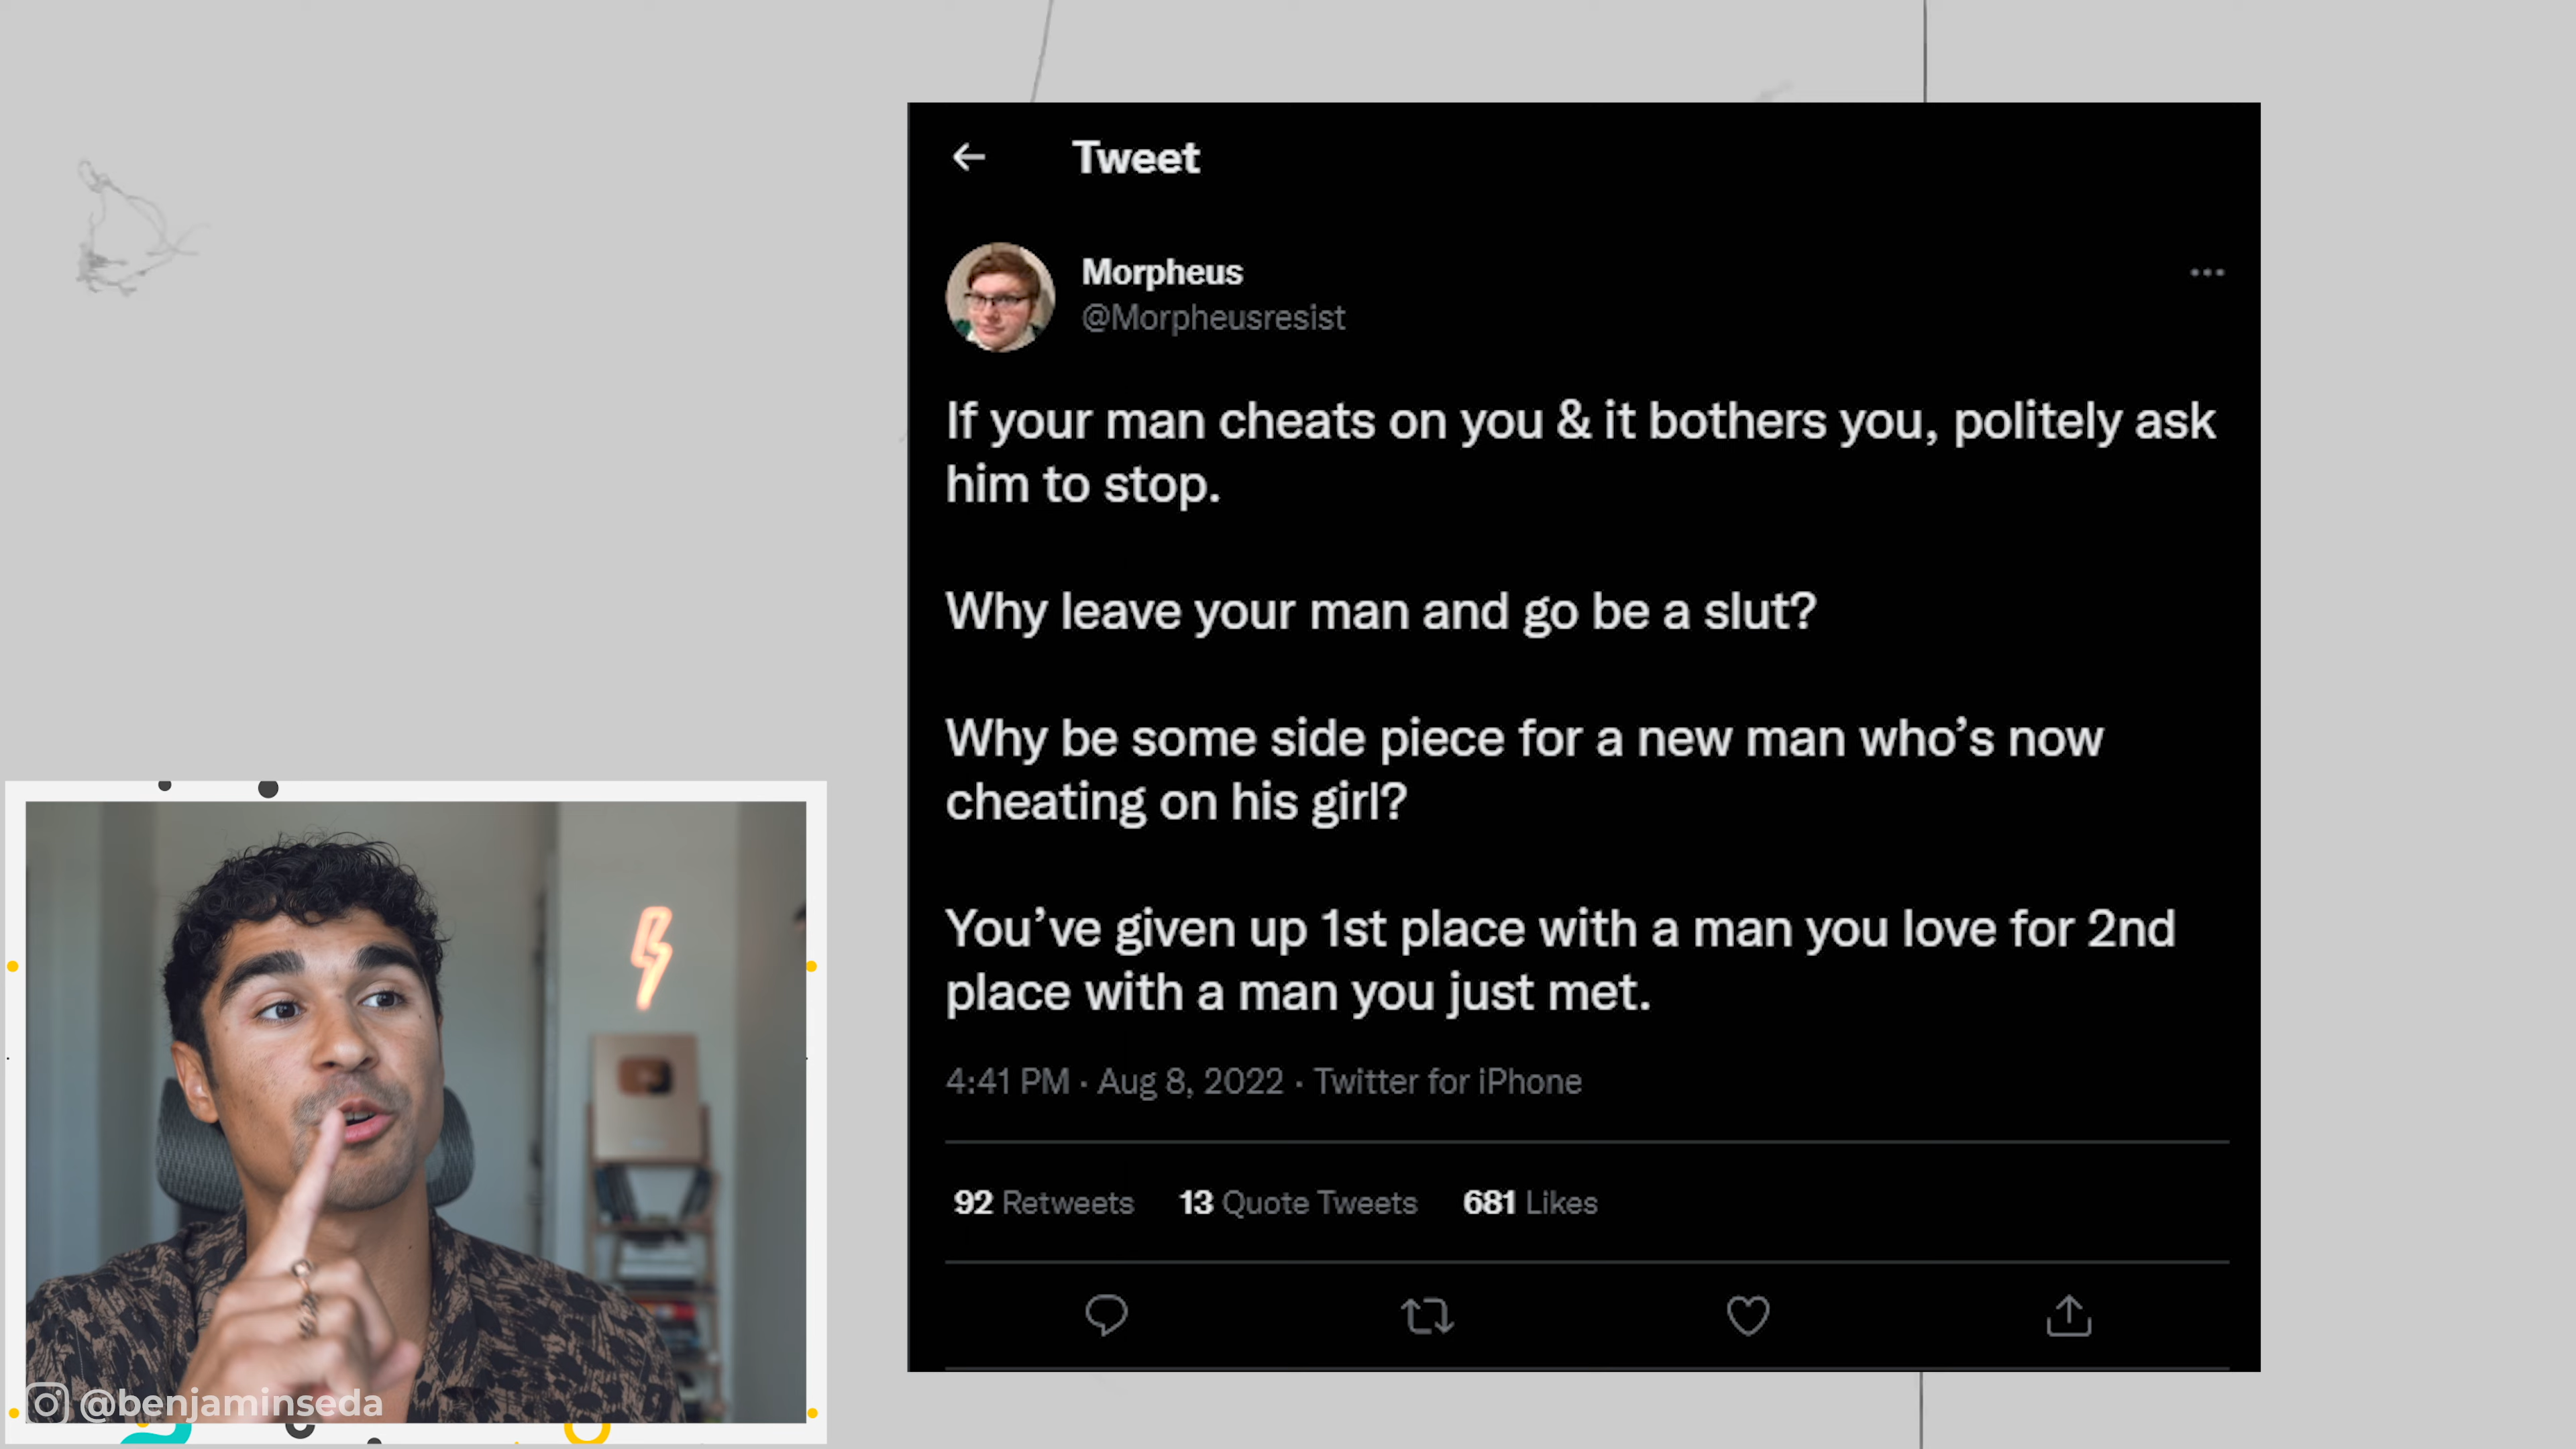 Tweet
Morpheus
@Morpheusresist
If your man cheats on you & it bothers you, politely ask
him to stop.
Why leave your man and go be a slut?
Why be some side piece for a new man who’s now
cheating on his girl?
You’ve given up 1st place with a man you love for 2nd
place with a man you just met.
4:41 PM · Aug 8, 2022 · Twitter for iPhone
92 Retweets 13 Quote Tweets 681 Likes
@benjaminseda